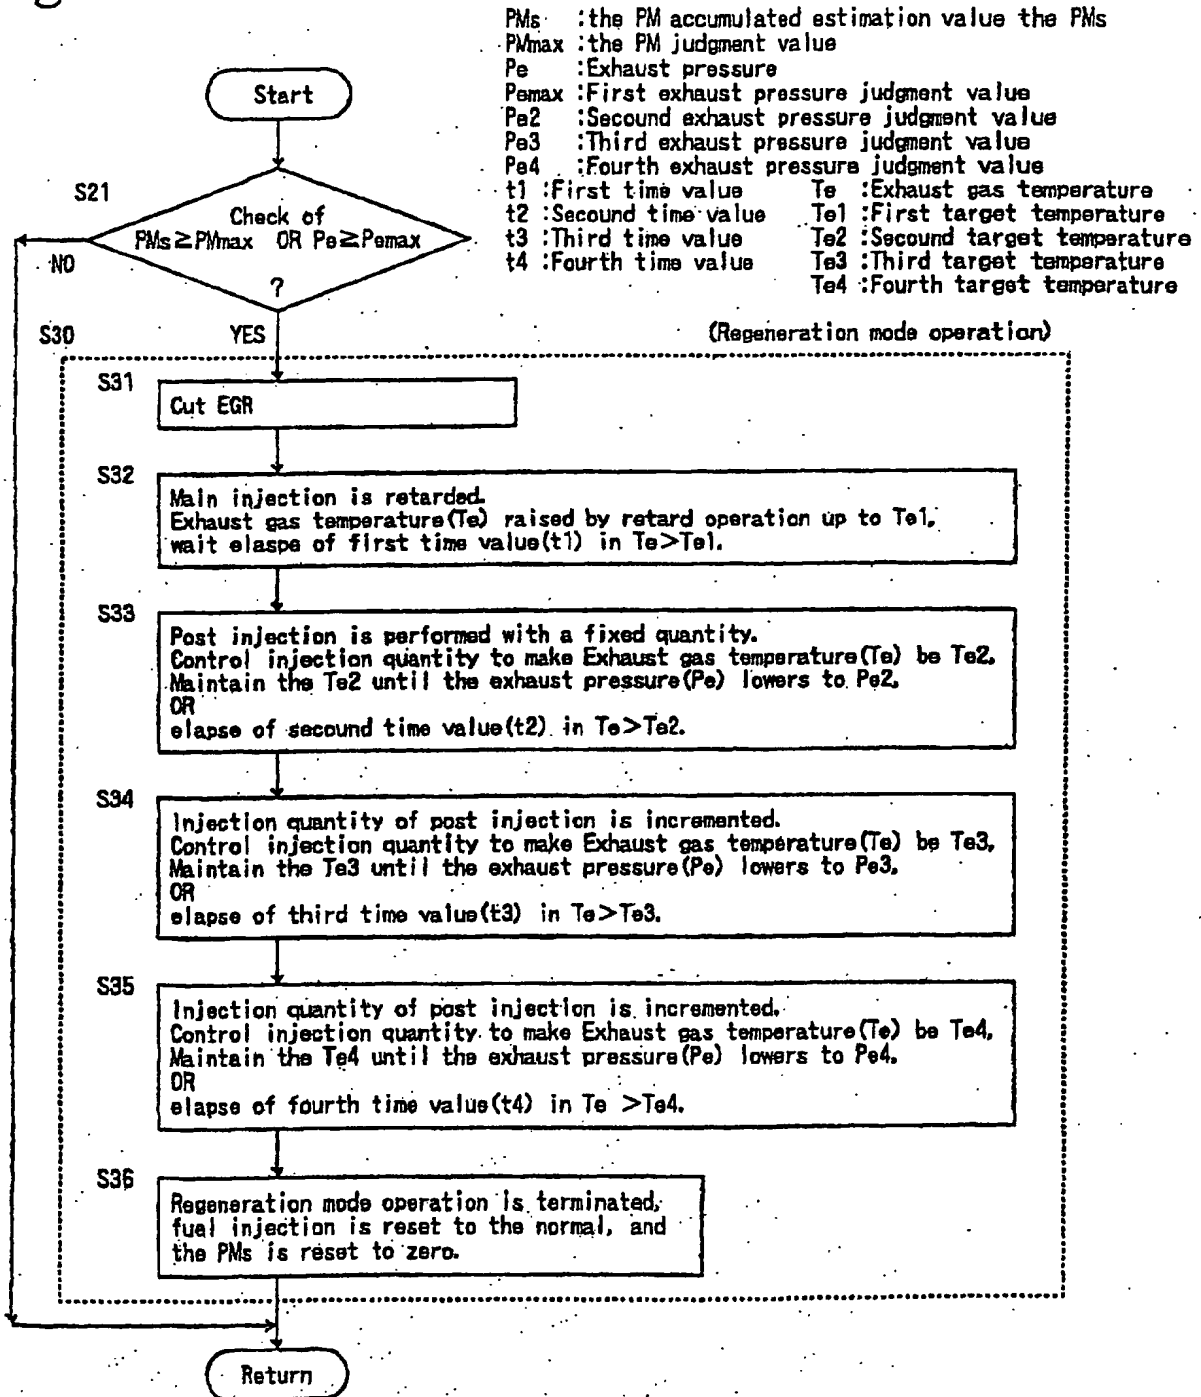 PMs :the PM accumulated estimation value the PMs
PMmax :the PM judgment value
Pe :Exhaust pressure
Pemax :First exhaust pressure judgment value
Pe2 :Secound exhaust pressure judgment value
Pe3 :Third exhaust pressure judgment value
Pe4 :Fourth exhaust pressure judgment value
t1 :First time value Te :Exhaust gas temperature
t2 :Secound time value Te1 :First target temperature
t3 :Third time value Te2 :Secound target temperature
t4 :Fourth time value Te3 :Third target temperature
Te4 :Fourth target temperature
Start
S21
Check of
PMs≧PMmax OR Pe≧Pemax
?
NO
YES
S30
(Regeneration mode operation)
S31
Cut EGR
S32
Main injection is retarded.
Exhaust gas temperature(Te) raised by retard operation up to Te1,
wait elaspe of first time value(t1) in Te>Te1.
S33
Post injection is performed with a fixed quantity.
Control injection quantity to make Exhaust gas temperature(Te) be Te2,
Maintain the Te2 until the exhaust pressure(Pe) lowers to Pe2,
OR
elapse of secound time value(t2) in Te>Te2.
S34
Injection quantity of post injection is incremented.
Control injection quantity to make Exhaust gas temperature(Te) be Te3,
Maintain the Te3 until the exhaust pressure(Pe) lowers to Pe3,
OR
elapse of third time value(t3) in Te>Te3.
S35
Injection quantity of post injection is incremented.
Control injection quantity to make Exhaust gas temperature(Te) be Te4,
Maintain the Te4 until the exhaust pressure(Pe) lowers to Pe4.
OR
elapse of fourth time value(t4) in Te >Te4.
S36
Regeneration mode operation is terminated,
fuel injection is reset to the normal, and
the PMs is reset to zero.
Return